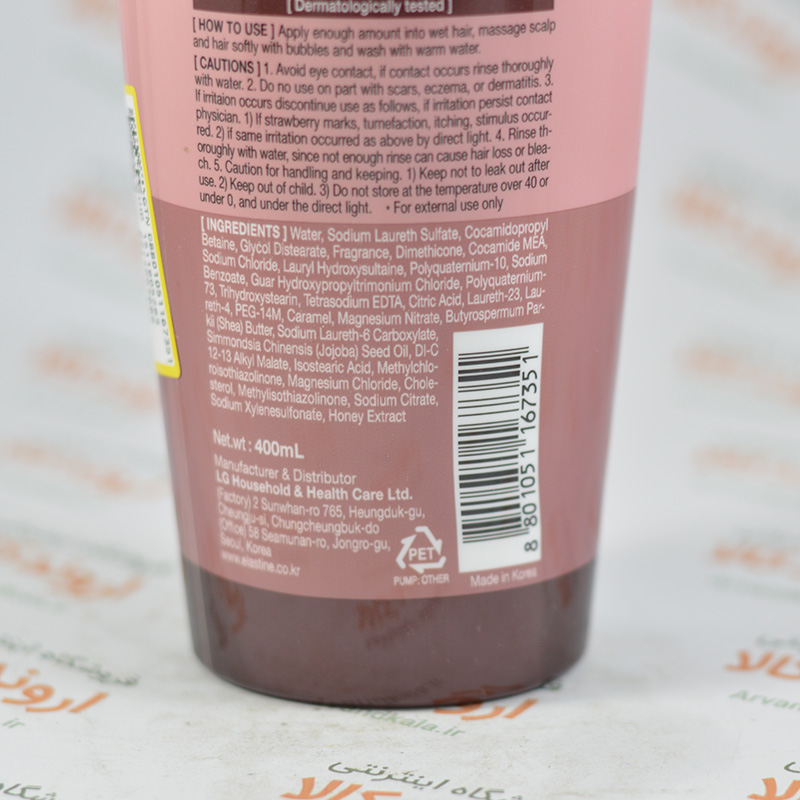 [ Dermatologically tested ]
[ HOW TO USE ] Apply enough amount into wet hair, massage scalp
and hair softly with bubbles and wash with warm water.
[ CAUTIONS ] 1. Avoid eye contact, if contact occurs rinse thoroughly
with water. 2. Do no use on part with scars, eczema, or dermatitis. 3.
If irritaion occurs discontinue use as follows, if irritation persist contact
physician. 1) If strawberry marks, tumefaction, itching, stimulus occur-
red. 2) if same irritation occurred as above by direct light. 4. Rinse th-
oroughly with water, since not enough rinse can cause hair loss or blea-
ch. 5. Caution for handling and keeping. 1) Keep not to leak out after
use. 2) Keep out of child. 3) Do not store at the temperature over 40 or
under 0, and under the direct light. • For external use only
[ INGREDIENTS ] Water, Sodium Laureth Sulfate, Cocamidopropyl
Betaine, Glycol Distearate, Fragrance, Dimethicone, Cocamide MEA,
Sodium Chloride, Lauryl Hydroxysultaine, Polyquaternium-10, Sodium
Benzoate, Guar Hydroxypropyltrimonium Chloride, Polyquaternium-
73, Trihydroxystearin, Tetrasodium EDTA, Citric Acid, Laureth-23, Lau-
reth-4, PEG-14M, Caramel, Magnesium Nitrate, Butyrospermum Par-
kii (Shea) Butter, Sodium Laureth-6 Carboxylate,
Simmondsia Chinensis (Jojoba) Seed Oil, DI-C
12-13 Alkyl Malate, Isostearic Acid, Methylchlo-
roisothiazolinone, Magnesium Chloride, Chole-
sterol, Methylisothiazolinone, Sodium Citrate,
Sodium Xylenesulfonate, Honey Extract
Net.wt : 400mL
Manufacturer & Distributor
LG Household & Health Care Ltd.
(Factory) 2 Sunwhan-ro 765, Heungduk-gu,
Cheungju-si, Chungcheungbuk-do
(Office) 58 Seamunan-ro, Jongro-gu,
Seoul, Korea
www.elastine.co.kr
PET
PUMP: OTHER
Made in Korea
8 801051 167351
فروشگاه اینترنتی
Arvandkala.ir